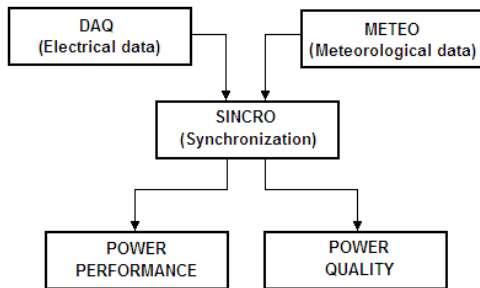 DAQ
(Electrical data)
METEO
(Meteorological data)
SINCRO
(Synchronization)
POWER
PERFORMANCE
POWER
QUALITY